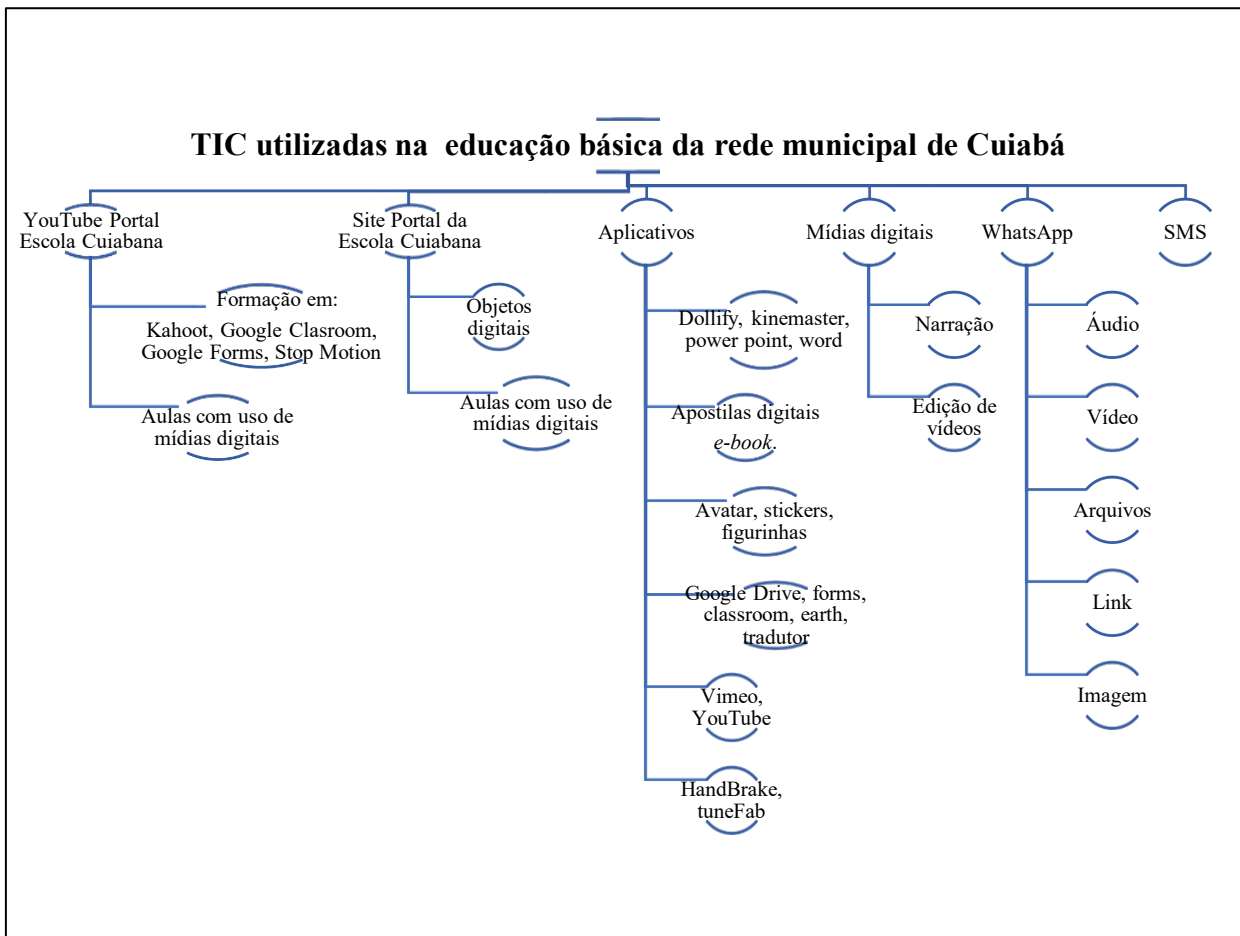 TIC utilizadas na educação básica da rede municipal de Cuiabá
YouTube Portal
Escola Cuiabana
Formação em:
Kahoot, Google Clasroom,
Google Forms, Stop Motion
Aulas com uso de
mídias digitais
Site Portal da
Escola Cuiabana
Objetos
digitais
Aulas com uso de
mídias digitais
Aplicativos
Dollify, kinemaster,
power point, word
Apostilas digitais
e-book.
Avatar, stickers,
figurinhas
Google Drive, forms,
classroom, earth,
tradutor
Vimeo,
YouTube
HandBrake,
tuneFab
Mídias digitais
Narração
Edição de
vídeos
WhatsApp
Áudio
Vídeo
Arquivos
Link
Imagem
SMS